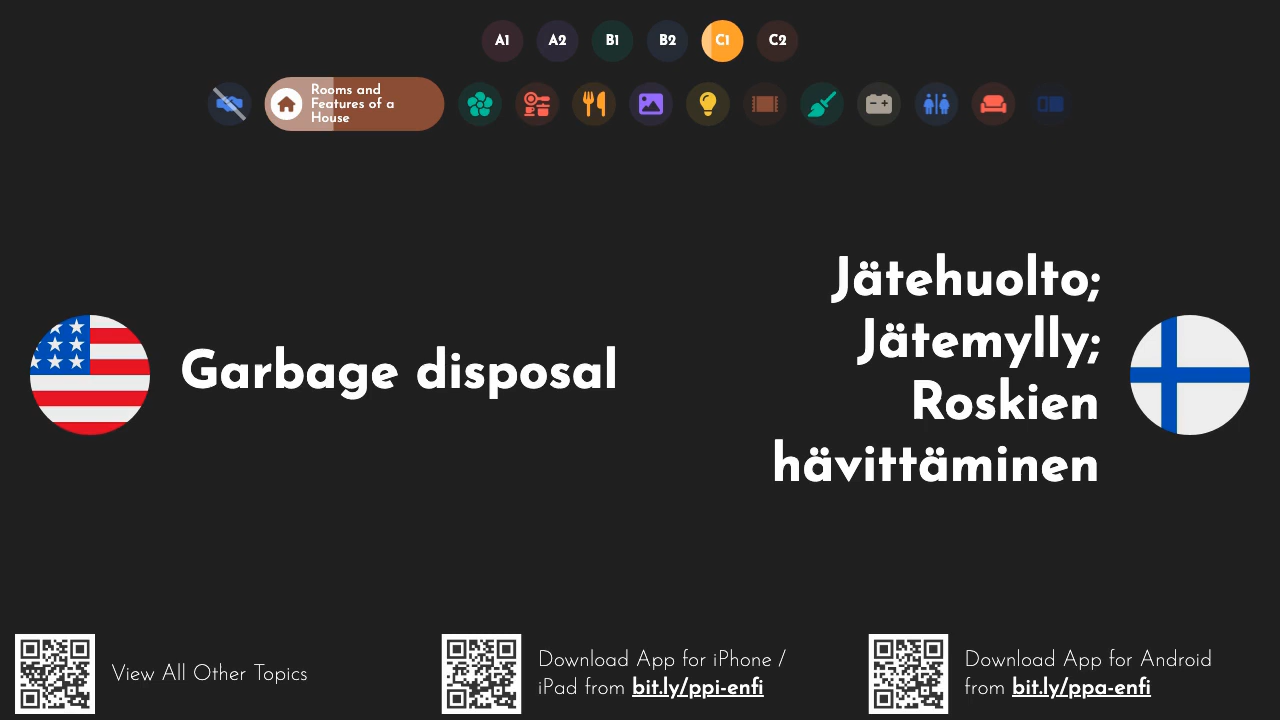 A1 A2 B1 B2 C1 C2
Rooms and
Features of a
House
Garbage disposal
Jätehuolto;
Jätemylly;
Roskien
hävittäminen
View All Other Topics
Download App for iPhone /
iPad from bit.ly/ppi-enfi
Download App for Android
from bit.ly/ppa-enfi